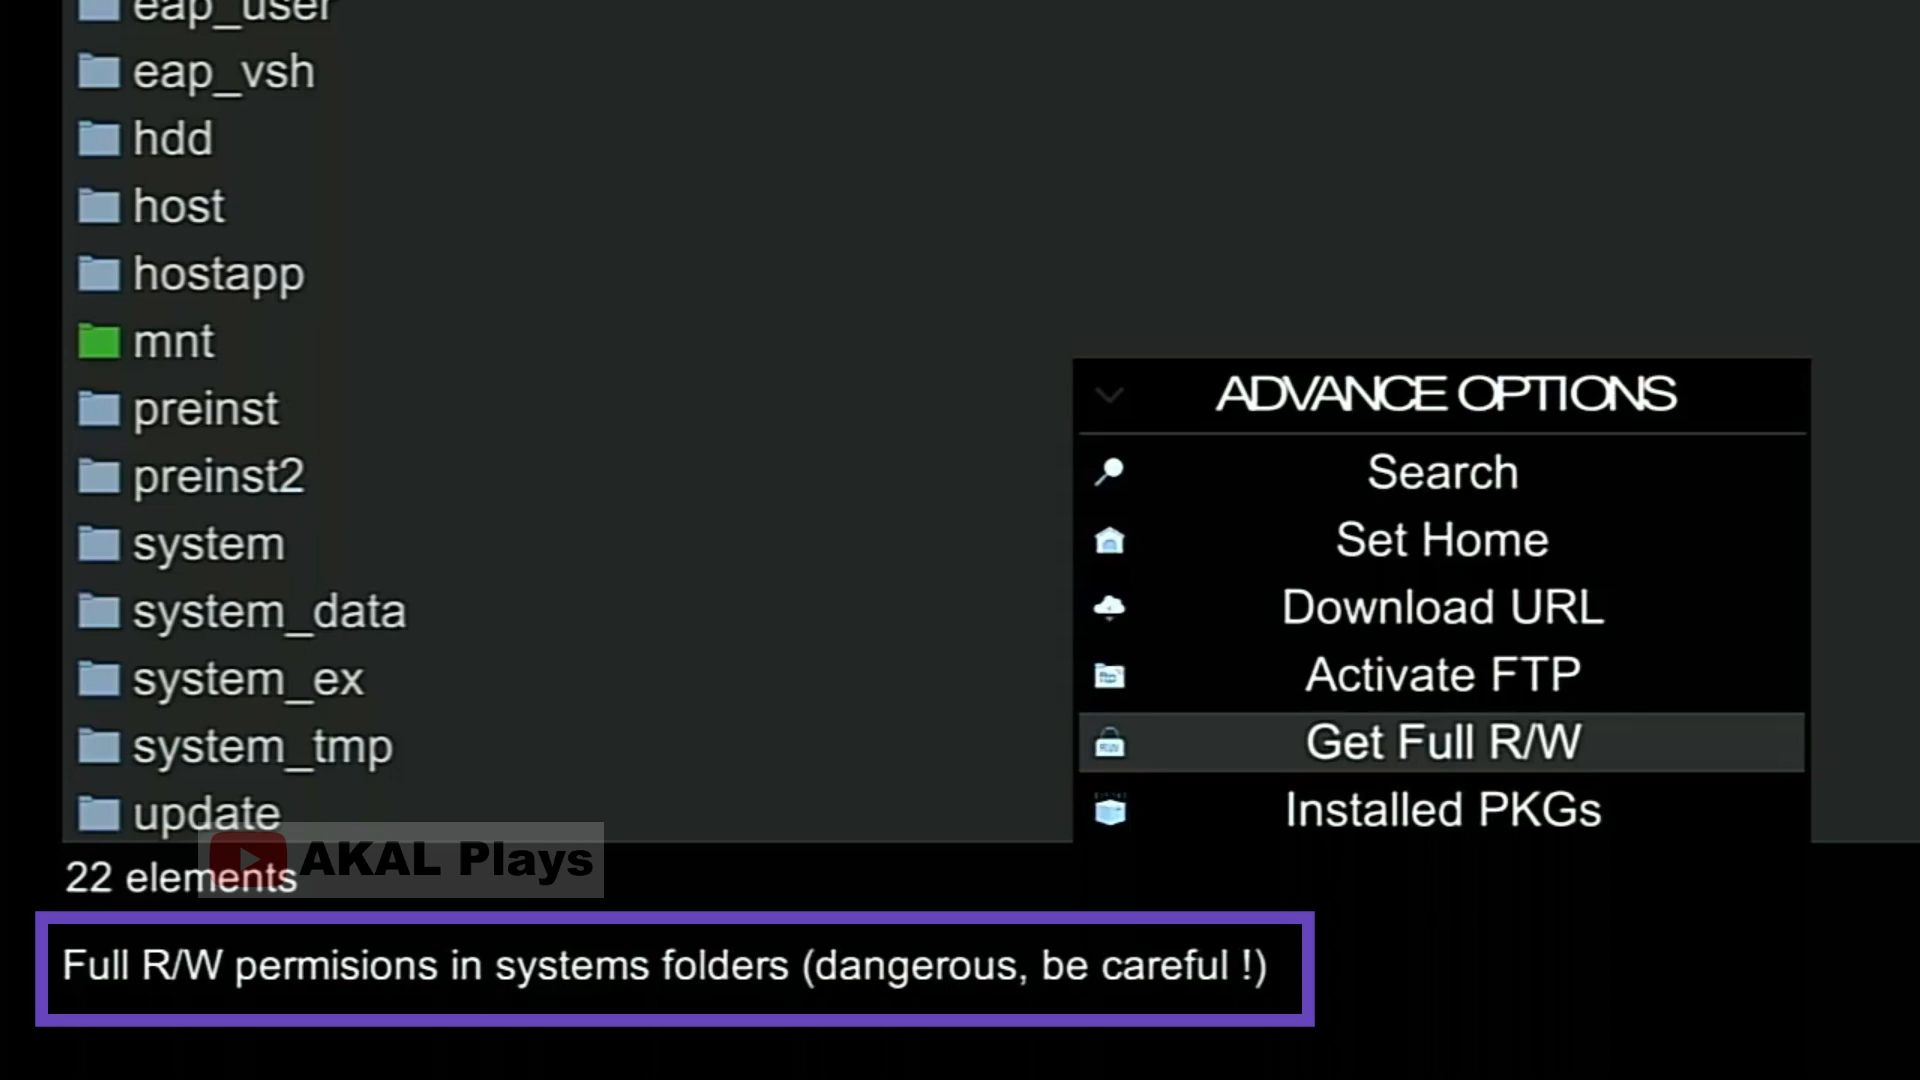 eap_user
eap_vsh
hdd
host
hostapp
mnt
preinst
preinst2
system
system_data
system_ex
system_tmp
update
ADVANCE OPTIONS
Search
Set Home
Download URL
Activate FTP
Get Full R/W
Installed PKGs
AKAL Plays
22 elements
Full R/W permisions in systems folders (dangerous, be careful !)